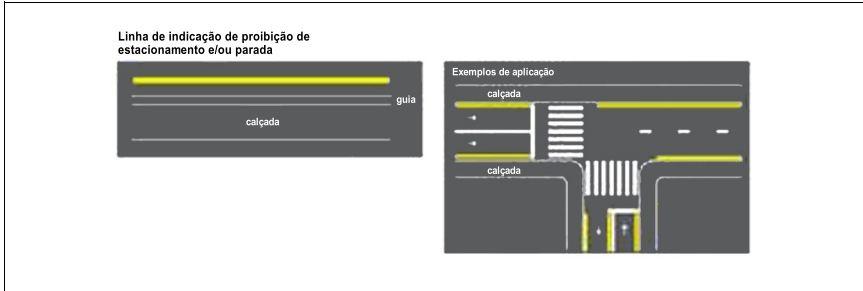 Linha de indicação de proibição de
estacionamento e/ou parada
guia
calçada
Exemplos de aplicação
calçada
calçada